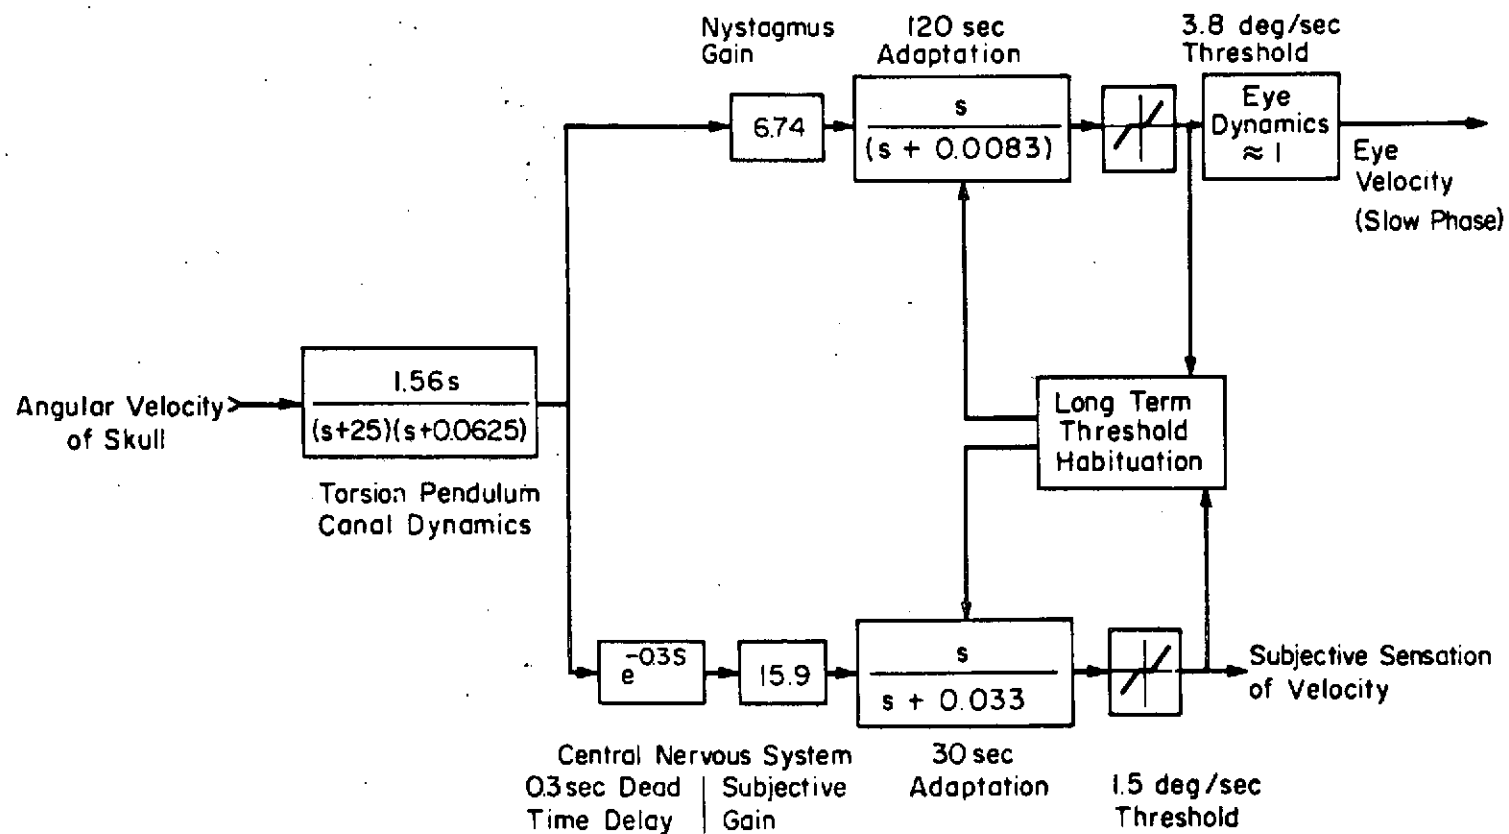 Nystagmus
Gain
120 sec
Adaptation
3.8 deg/sec
Threshold
6.74
s
(s + 0.0083)
Eye
Dynamics
≈ 1
Eye
Velocity
(Slow Phase)
Angular Velocity
of Skull
1.56s
(s+25)(s+0.0625)
Torsion Pendulum
Canal Dynamics
Long Term
Threshold
Habituation
e^-0.3S
15.9
s
s + 0.033
Subjective Sensation
of Velocity
Central Nervous System
0.3sec Dead
Time Delay
Subjective
Gain
30 sec
Adaptation
1.5 deg/sec
Threshold